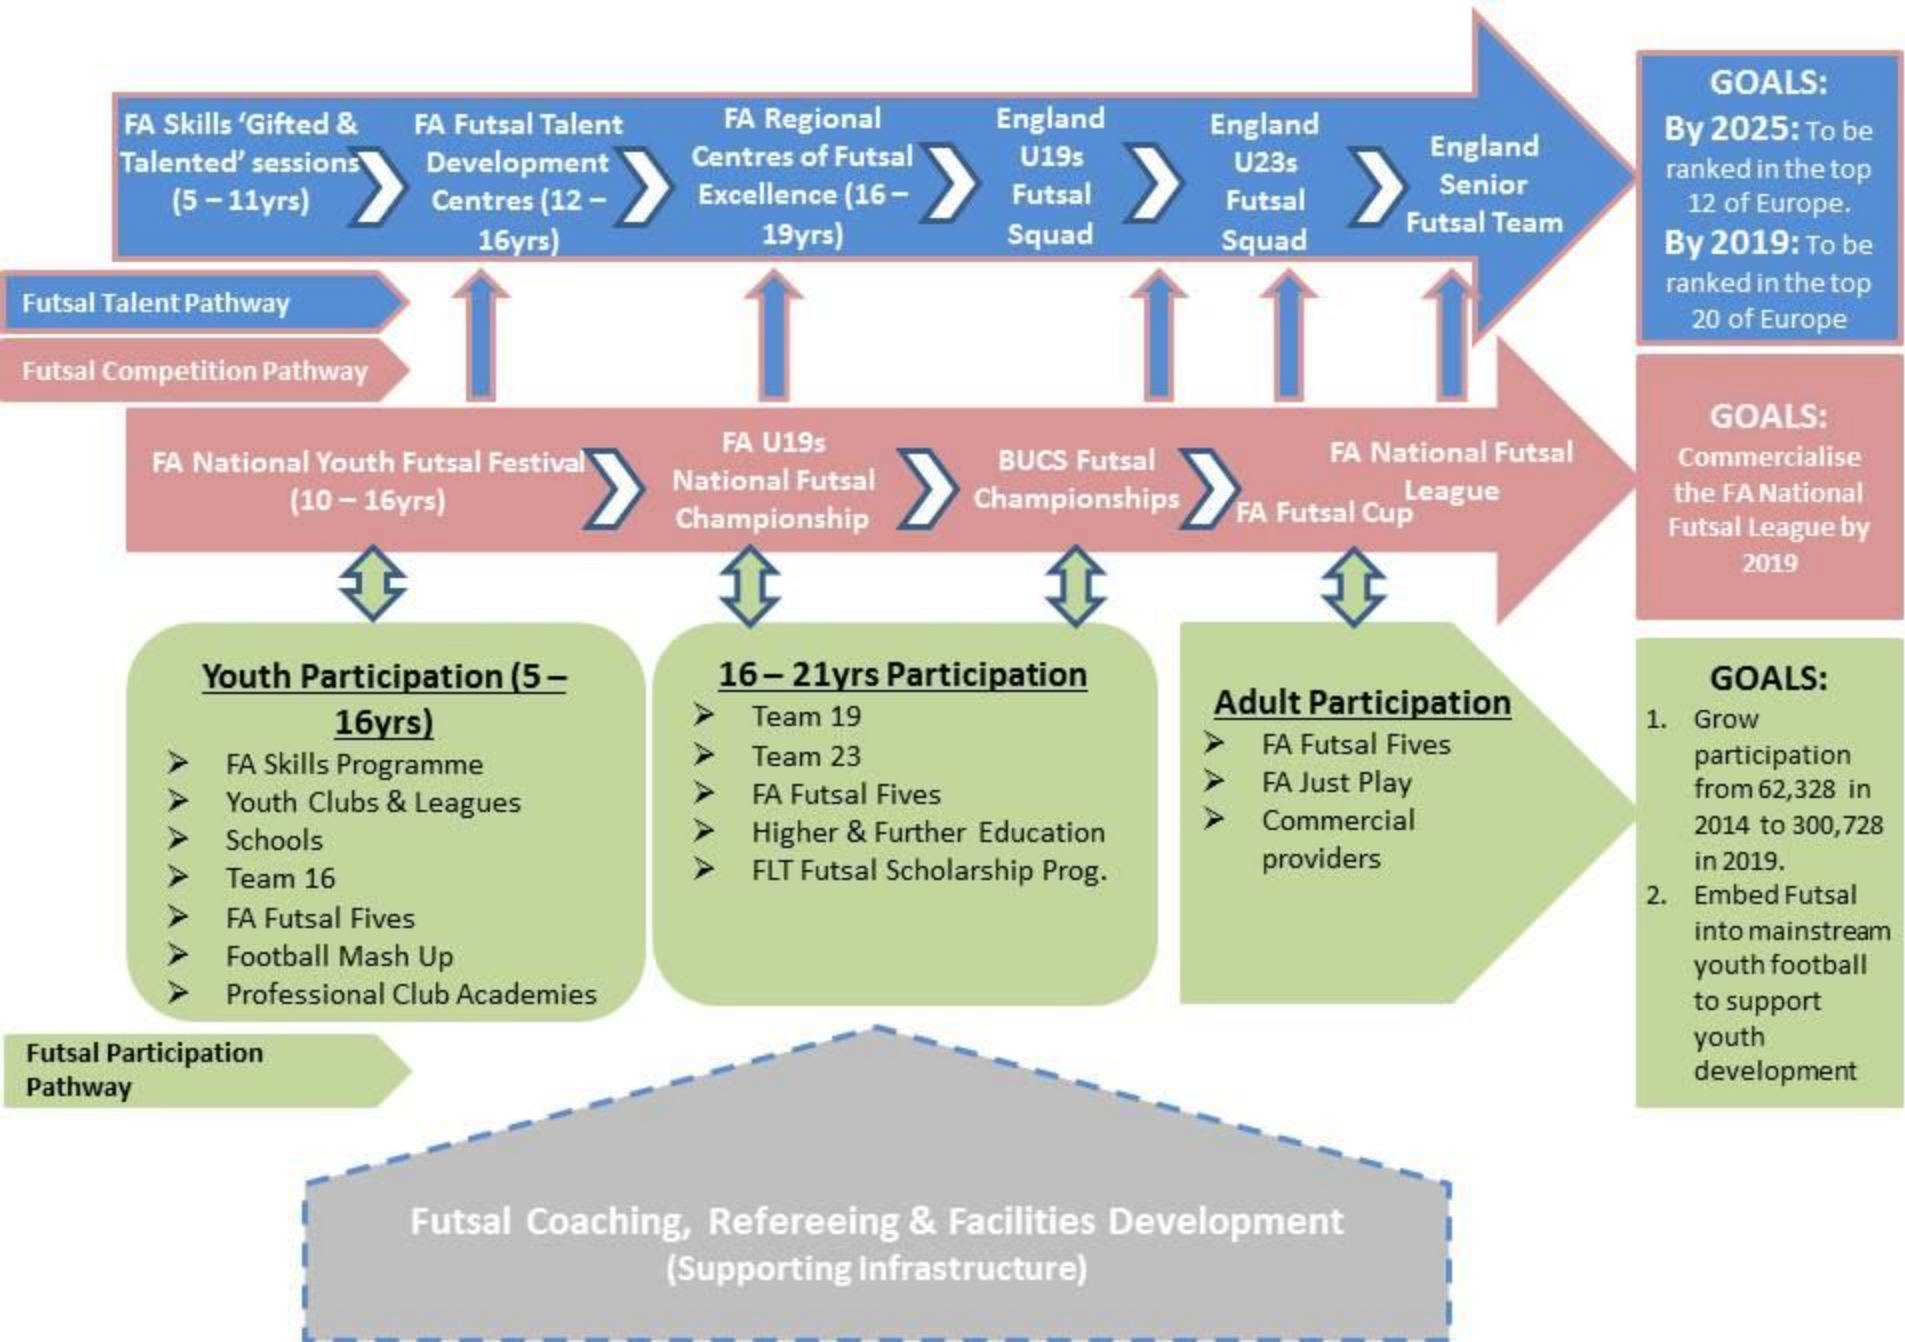 FA Skills ‘Gifted &
Talented’ sessions
(5 – 11yrs)
FA Futsal Talent
Development
Centres (12 –
16yrs)
FA Regional
Centres of Futsal
Excellence (16 –
19yrs)
England
U19s
Futsal
Squad
England
U23s
Futsal
Squad
England
Senior
Futsal Team
GOALS:
By 2025: To be
ranked in the top
12 of Europe.
By 2019: To be
ranked in the top
20 of Europe
Futsal Talent Pathway
Futsal Competition Pathway
FA National Youth Futsal Festival
(10 – 16yrs)
FA U19s
National Futsal
Championship
BUCS Futsal
Championships
FA National Futsal
League
FA Futsal Cup
GOALS:
Commercialise
the FA National
Futsal League by
2019
Youth Participation (5 –
16yrs)
➢ FA Skills Programme
➢ Youth Clubs & Leagues
➢ Schools
➢ Team 16
➢ FA Futsal Fives
➢ Football Mash Up
➢ Professional Club Academies
16 – 21yrs Participation
➢ Team 19
➢ Team 23
➢ FA Futsal Fives
➢ Higher & Further Education
➢ FLT Futsal Scholarship Prog.
Adult Participation
➢ FA Futsal Fives
➢ FA Just Play
➢ Commercial
providers
GOALS:
1. Grow
participation
from 62,328 in
2014 to 300,728
in 2019.
2. Embed Futsal
into mainstream
youth football
to support
youth
development
Futsal Participation
Pathway
Futsal Coaching, Refereeing & Facilities Development
(Supporting Infrastructure)